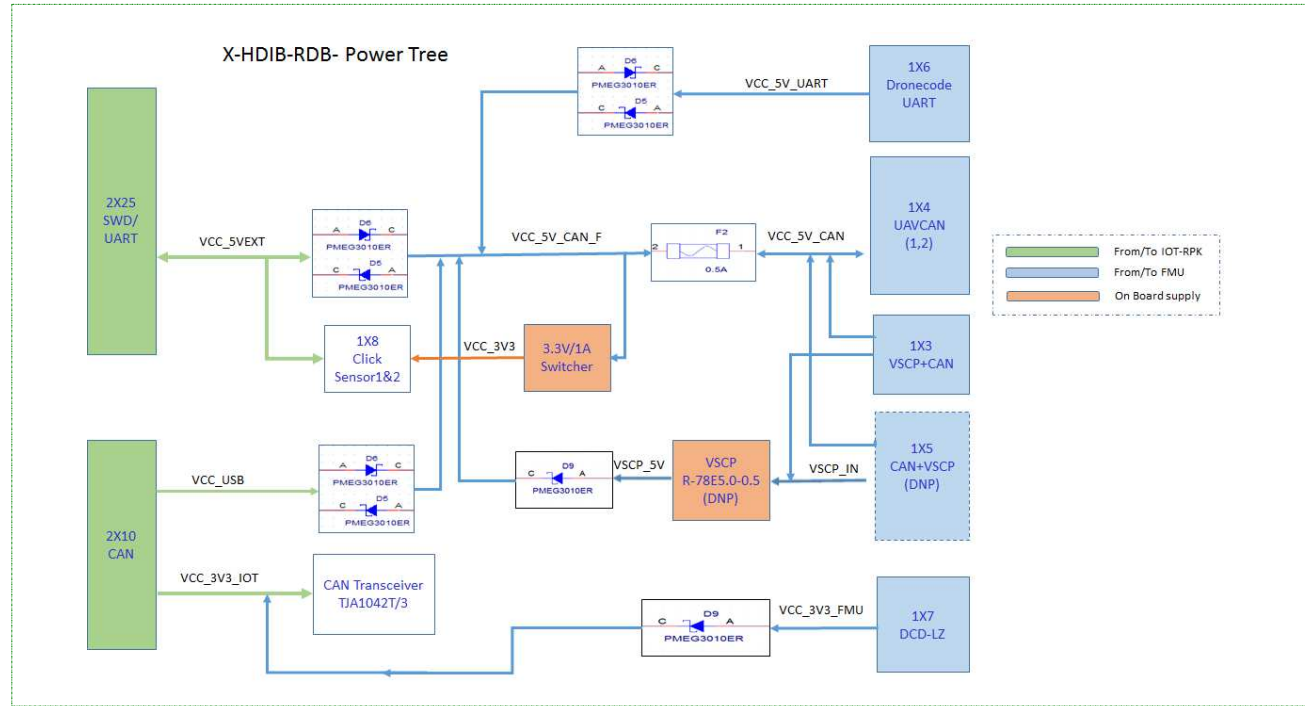 X-HDIB-RDB- Power Tree
D6
A
C
PMEG3010ER
D5
C
A
PMEG3010ER
VCC_5V_UART
1X6
Dronecode
UART
2X25
SWD/
UART
VCC_5VEXT
D6
A
C
PMEG3010ER
D5
C
A
PMEG3010ER
VCC_5V_CAN_F
F2
2
1
0.5A
VCC_5V_CAN
1X4
UAVCAN
(1,2)
From/To IOT-RPK
From/To FMU
On Board supply
1X8
Click
Sensor1&2
VCC_3V3
3.3V/1A
Switcher
1X3
VSCP+CAN
2X10
CAN
VCC_USB
D6
A
C
PMEG3010ER
D5
C
A
PMEG3010ER
D9
C
A
PMEG3010ER
VSCP_5V
VSCP
R-78E5.0-0.5
(DNP)
VSCP_IN
1X5
CAN+VSCP
(DNP)
VCC_3V3_IOT
CAN Transceiver
TJA1042T/3
D9
C
A
PMEG3010ER
VCC_3V3_FMU
1X7
DCD-LZ